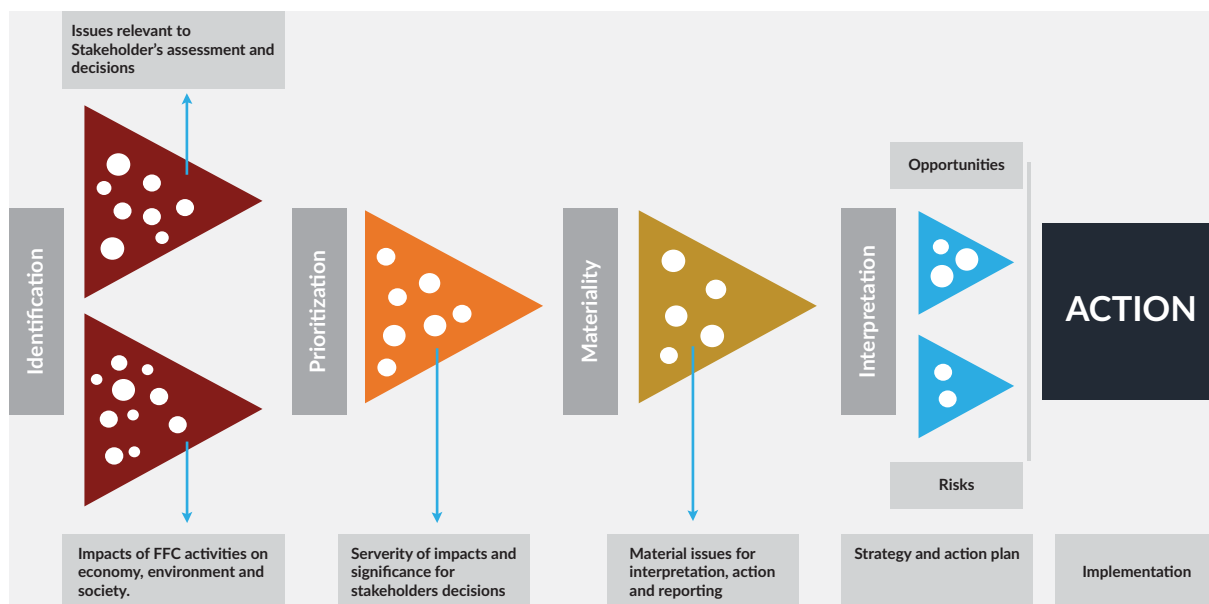 Issues relevant to
Stakeholder's assessment and
decisions
Identification
Prioritization
Materiality
Interpretation
Opportunities
Risks
ACTION
Impacts of FFC activities on
economy, environment and
society.
Serverity of impacts and
significance for
stakeholders decisions
Material issues for
interpretation, action
and reporting
Strategy and action plan
Implementation